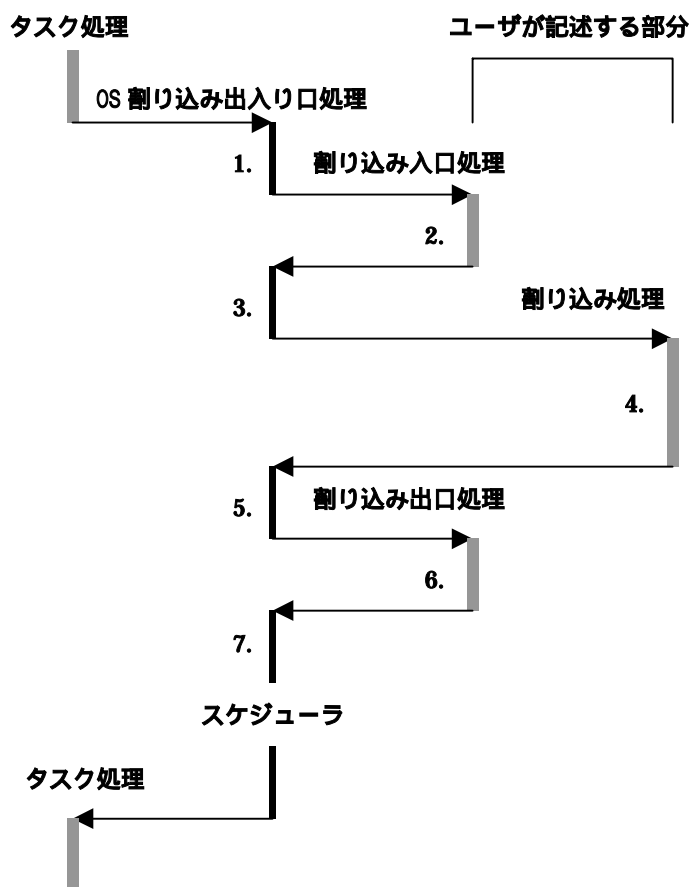 タスク処理
ユーザが記述する部分
OS 割り込み出入り口処理
1.
割り込み入口処理
2.
3.
割り込み処理
4.
5.
割り込み出口処理
6.
7.
スケジューラ
タスク処理